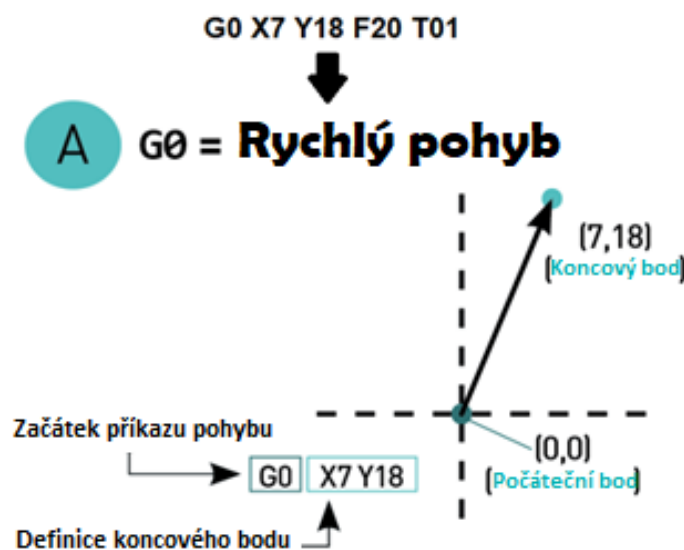 G0 X7 Y18 F20 T01
A G0 = Rychlý pohyb
(7,18)
(Koncový bod)
Začátek příkazu pohybu
(0,0)
G0 X7 Y18
(Počáteční bod)
Definice koncového bodu